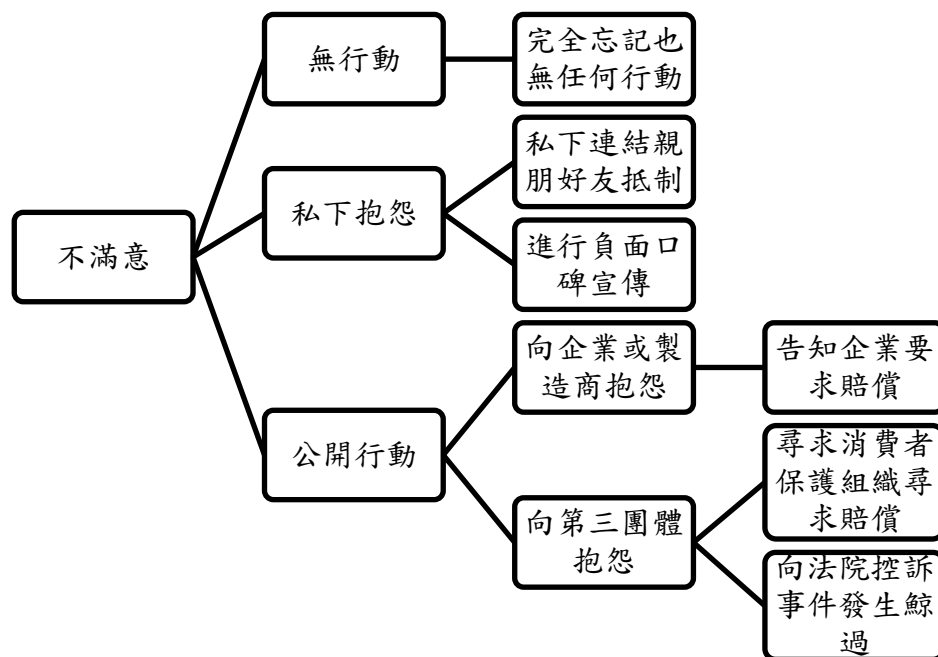 不滿意
無行動
完全忘記也
無任何行動
私下抱怨
私下連結親
朋好友抵制
進行負面口
碑宣傳
公開行動
向企業或製
造商抱怨
告知企業要
求賠償
向第三團體
抱怨
尋求消費者
保護組織尋
求賠償
向法院控訴
事件發生鯨
過